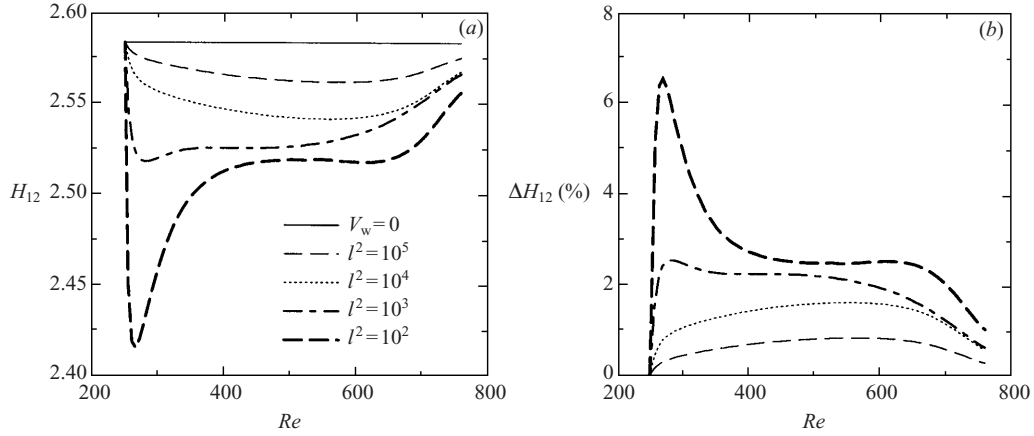 2.60
2.55
2.50
2.45
2.40
H₁₂
200
400
600
800
Re
(a)
V_w = 0
l² = 10⁵
l² = 10⁴
l² = 10³
l² = 10²
8
6
4
2
0
ΔH₁₂ (%)
200
400
600
800
Re
(b)